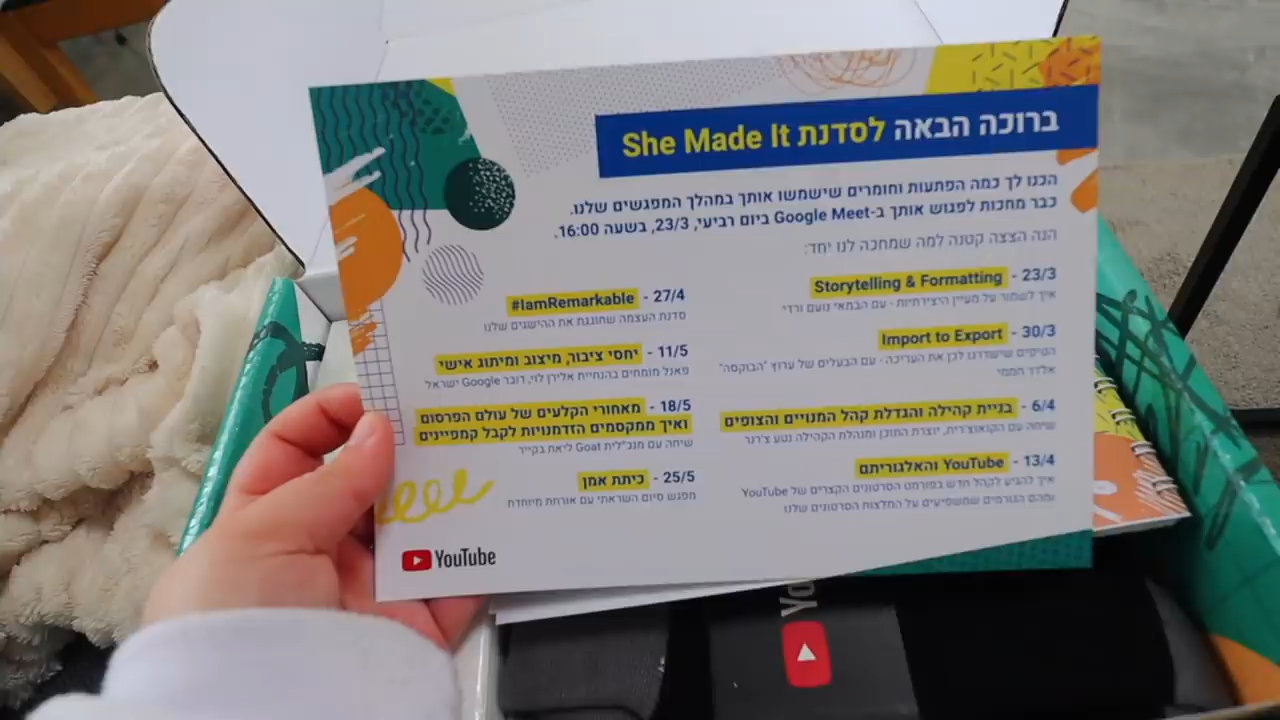 ברוכה הבאה לסדנת She Made It
הכנו לך כמה הפתעות וחומרים שישמשו אותך במהלך המפגשים שלנו.
כבר מחכות לפגוש אותך ב-Google Meet ביום רביעי, 23/3, בשעה 16:00.
הנה הצצה קטנה למה שמחכה לנו יחד:
23/3 - Storytelling & Formatting
איך לשמור על מעיין היצירתיות - עם הבמאי נועם ורדי
30/3 - Import to Export
הטיפים שישדרגו לכן את העריכה - עם הבעלים של ערוץ "הבוקסה"
אלדר חממי
6/4 - בניית קהילה והגדלת קהל המנויים והצופים
שיחה עם הקואוצ'רית, יוצרת התוכן ומנהלת הקהילה נטע צ'רנר
13/4 - YouTube והאלגוריתם
איך להגיע לקהל חדש בפורמט הסרטונים הקצרים של YouTube
ומהם הגורמים שמשפיעים על המלצות הסרטונים שלנו
27/4 - #IamRemarkable
סדנת העצמה שחוגגת את ההישגים שלנו
11/5 - יחסי ציבור, מיצוב ומיתוג אישי
פאנל מומחים בהנחיית אלירן לוי, דובר Google ישראל
18/5 - מאחורי הקלעים של עולם הפרסום
ואיך ממקסמים הזדמנויות לקבל קמפיינים
שיחה עם מנכ"לית Goat ליאת בקייר
25/5 - כיתת אמן
מפגש סיום השראתי עם אורחת מיוחדת
YouTube
Yo